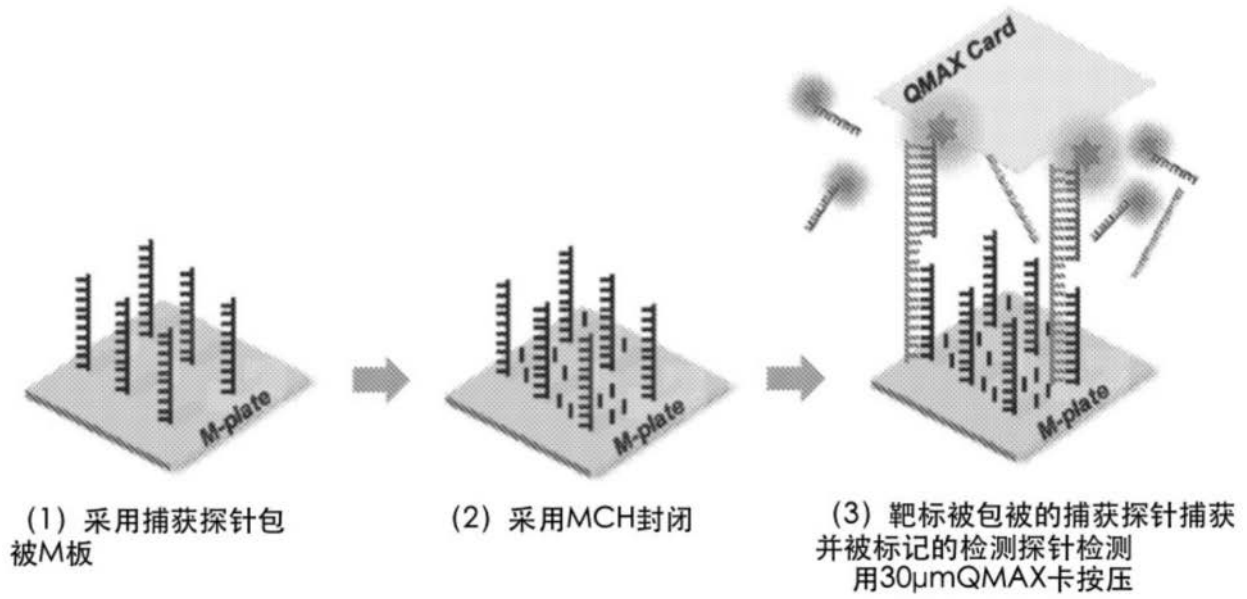 QMAX Card
M-plate
M-plate
M-plate
(1) 采用捕获探针包
被M板
(2) 采用MCH封闭
(3) 靶标被包被的捕获探针捕获
并被标记的检测探针检测
用30μmQMAX卡按压